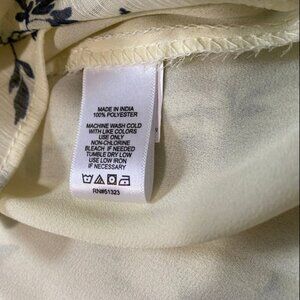 MADE IN INDIA
100% POLYESTER
MACHINE WASH COLD
WITH LIKE COLORS
USE ONLY
NON-CHLORINE
BLEACH IF NEEDED
TUMBLE DRY LOW
USE LOW IRON
IF NECESSARY
RN#51323